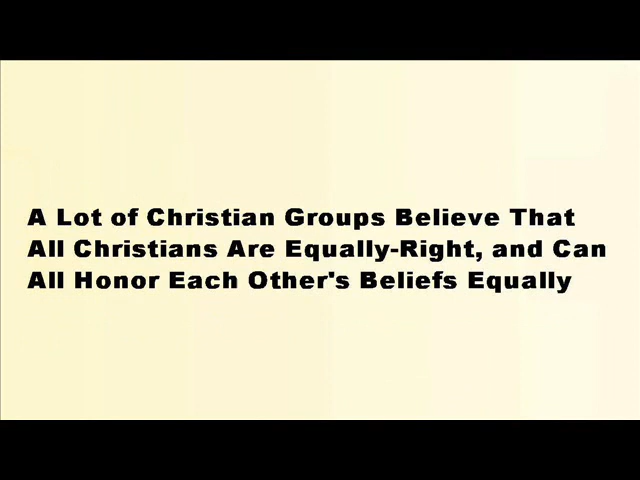 A Lot of Christian Groups Believe That
All Christians Are Equally-Right, and Can
All Honor Each Other's Beliefs Equally